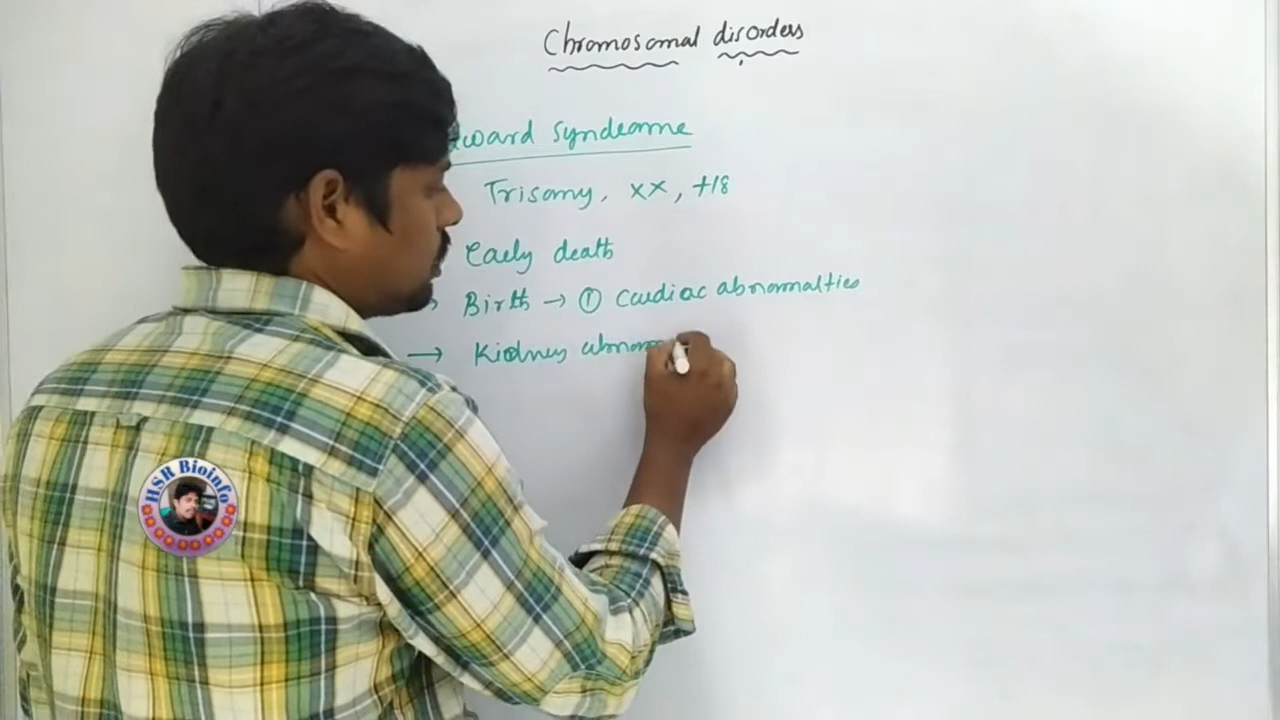 Chromosomal disorders
dward syndrome
Trisomy, XX, +18
Early death
Birth → ① Cardiac abnormalties
→ Kidney abnorm
HSR Bioinfo